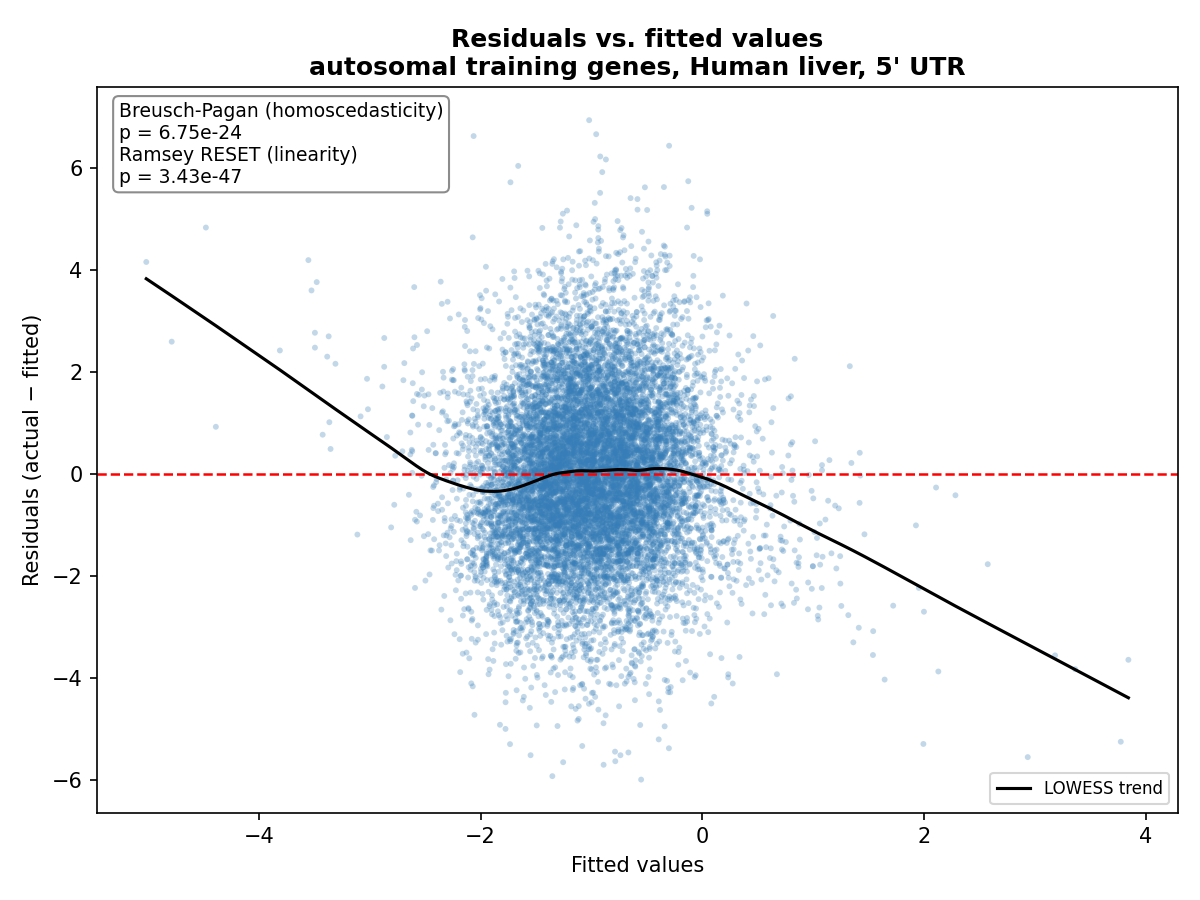 Residuals vs. fitted values
autosomal training genes, Human liver, 5' UTR
Breusch-Pagan (homoscedasticity)
p = 6.75e-24
Ramsey RESET (linearity)
p = 3.43e-47
Residuals (actual − fitted)
6
4
2
0
−2
−4
−6
LOWESS trend
−4
−2
0
2
4
Fitted values